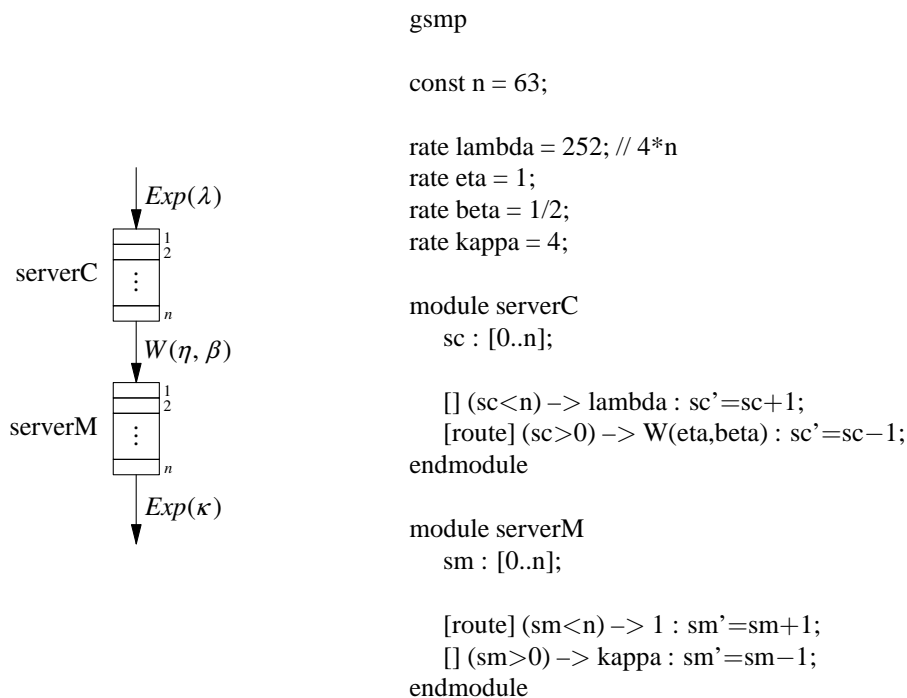 Exp(λ)
serverC
1
2
⋮
n
W(η, β)
serverM
1
2
⋮
n
Exp(κ)
gsmp
const n = 63;
rate lambda = 252; // 4*n
rate eta = 1;
rate beta = 1/2;
rate kappa = 4;
module serverC
sc : [0..n];
[] (sc<n) –> lambda : sc’=sc+1;
[route] (sc>0) –> W(eta,beta) : sc’=sc−1;
endmodule
module serverM
sm : [0..n];
[route] (sm<n) –> 1 : sm’=sm+1;
[] (sm>0) –> kappa : sm’=sm−1;
endmodule